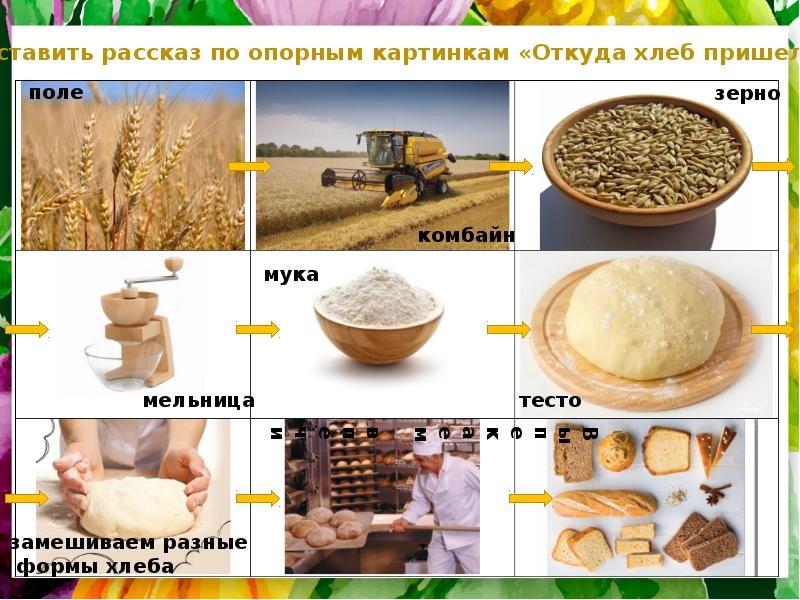 ставить рассказ по опорным картинкам «Откуда хлеб пришел
поле
зерно
комбайн
мука
мельница
тесто
Выпекаем в печи
замешиваем разные
формы хлеба